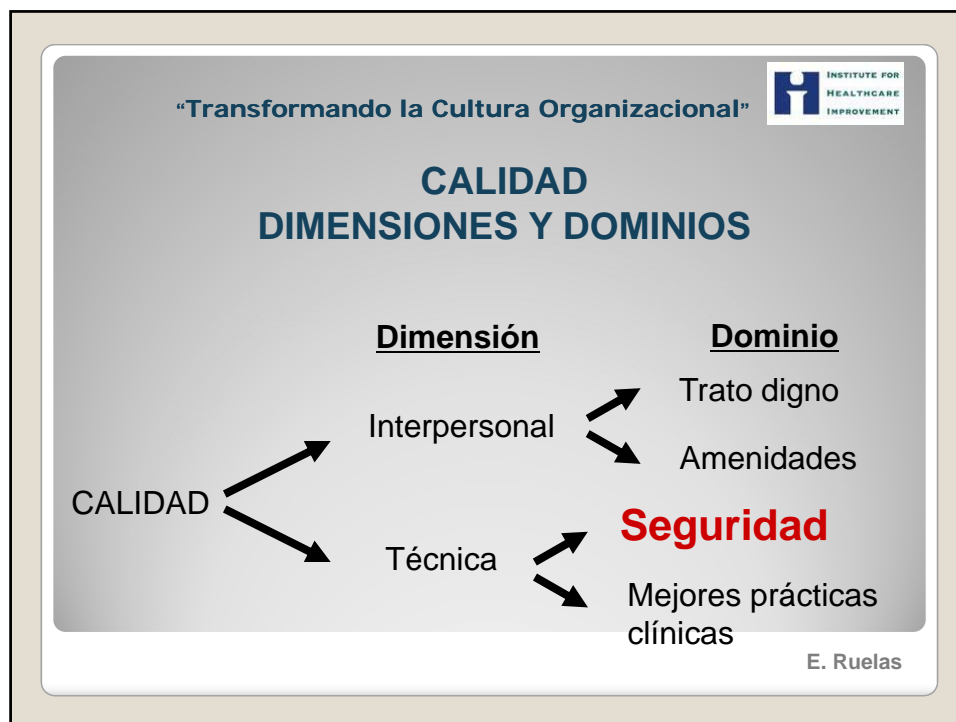 “Transformando la Cultura Organizacional”
INSTITUTE FOR
HEALTHCARE
IMPROVEMENT
CALIDAD
DIMENSIONES Y DOMINIOS
Dimensión
Dominio
Trato digno
Interpersonal
Amenidades
CALIDAD
Seguridad
Técnica
Mejores prácticas
clínicas
E. Ruelas